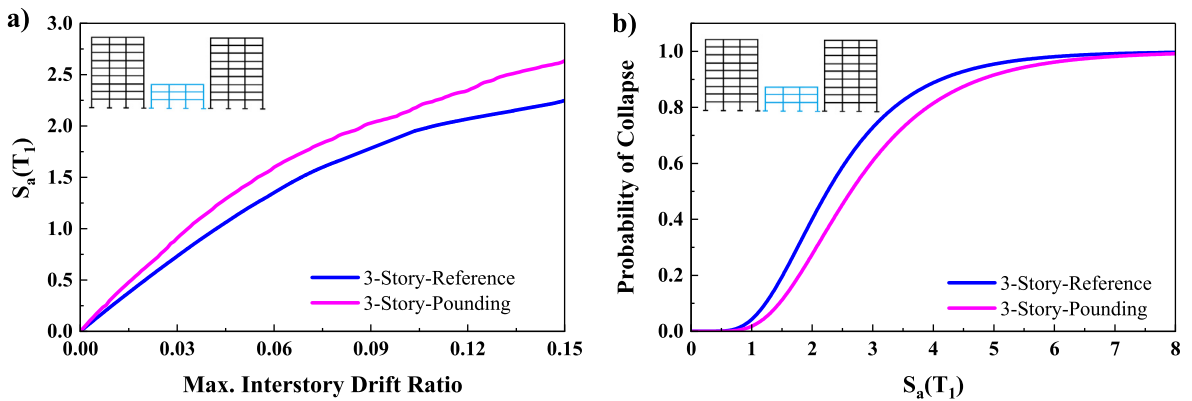 a)
3.0
2.5
2.0
1.5
1.0
0.5
0.0
Sa(T1)
0.00 0.03 0.06 0.09 0.12 0.15
Max. Interstory Drift Ratio
3-Story-Reference
3-Story-Pounding
b)
1.0
0.8
0.6
0.4
0.2
0.0
Probability of Collapse
0 1 2 3 4 5 6 7 8
Sa(T1)
3-Story-Reference
3-Story-Pounding